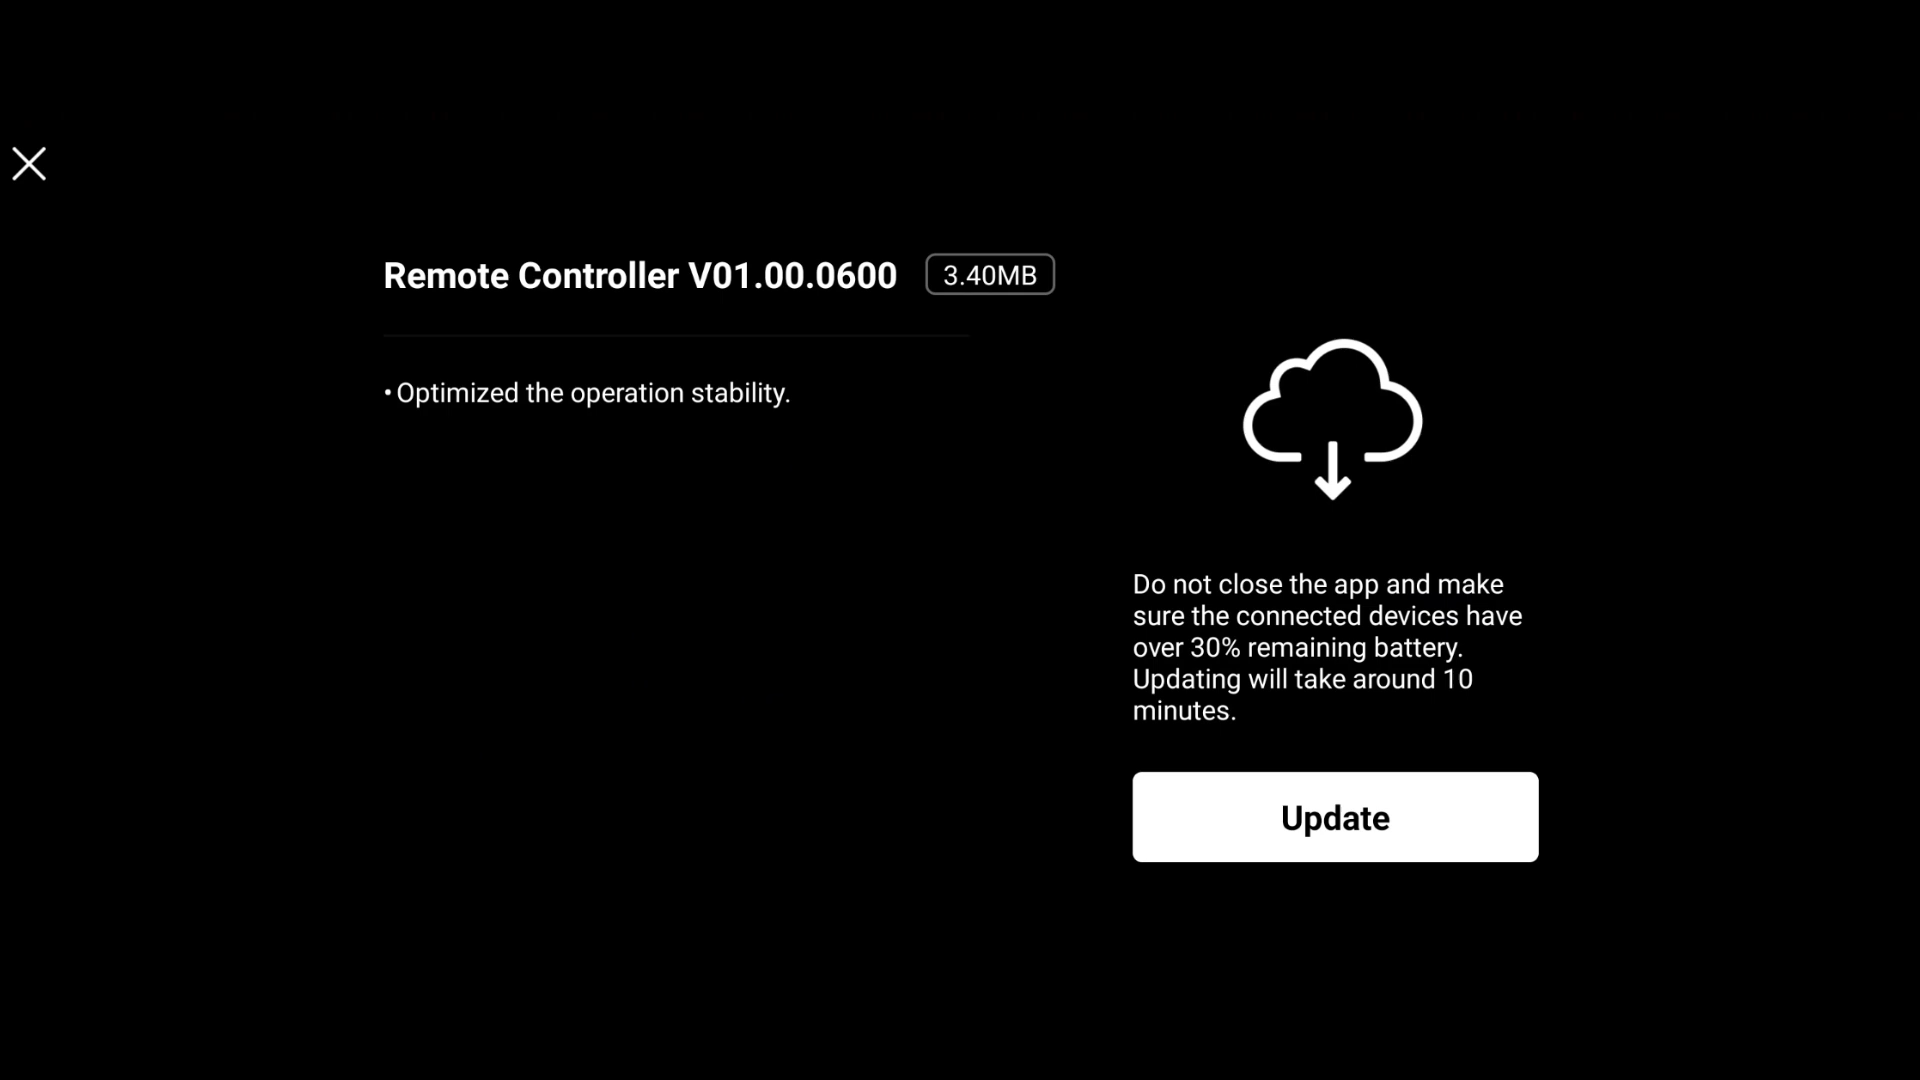 Remote Controller V01.00.0600 3.40MB
• Optimized the operation stability.
Do not close the app and make
sure the connected devices have
over 30% remaining battery.
Updating will take around 10
minutes.
Update